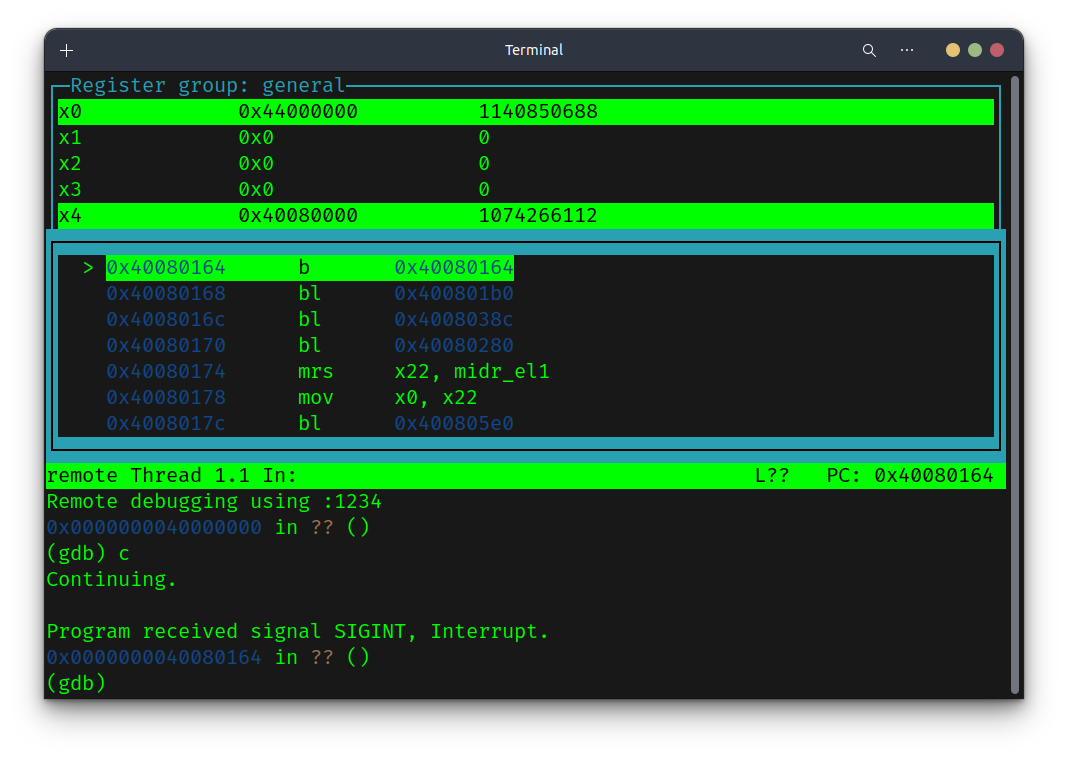 Terminal
Register group: general
x0 0x44000000 1140850688
x1 0x0 0
x2 0x0 0
x3 0x0 0
x4 0x40080000 1074266112
> 0x40080164 b 0x40080164
0x40080168 bl 0x400801b0
0x4008016c bl 0x4008038c
0x40080170 bl 0x40080280
0x40080174 mrs x22, midr_el1
0x40080178 mov x0, x22
0x4008017c bl 0x400805e0
remote Thread 1.1 In: L?? PC: 0x40080164
Remote debugging using :1234
0x0000000040000000 in ?? ()
(gdb) c
Continuing.
Program received signal SIGINT, Interrupt.
0x0000000040080164 in ?? ()
(gdb)